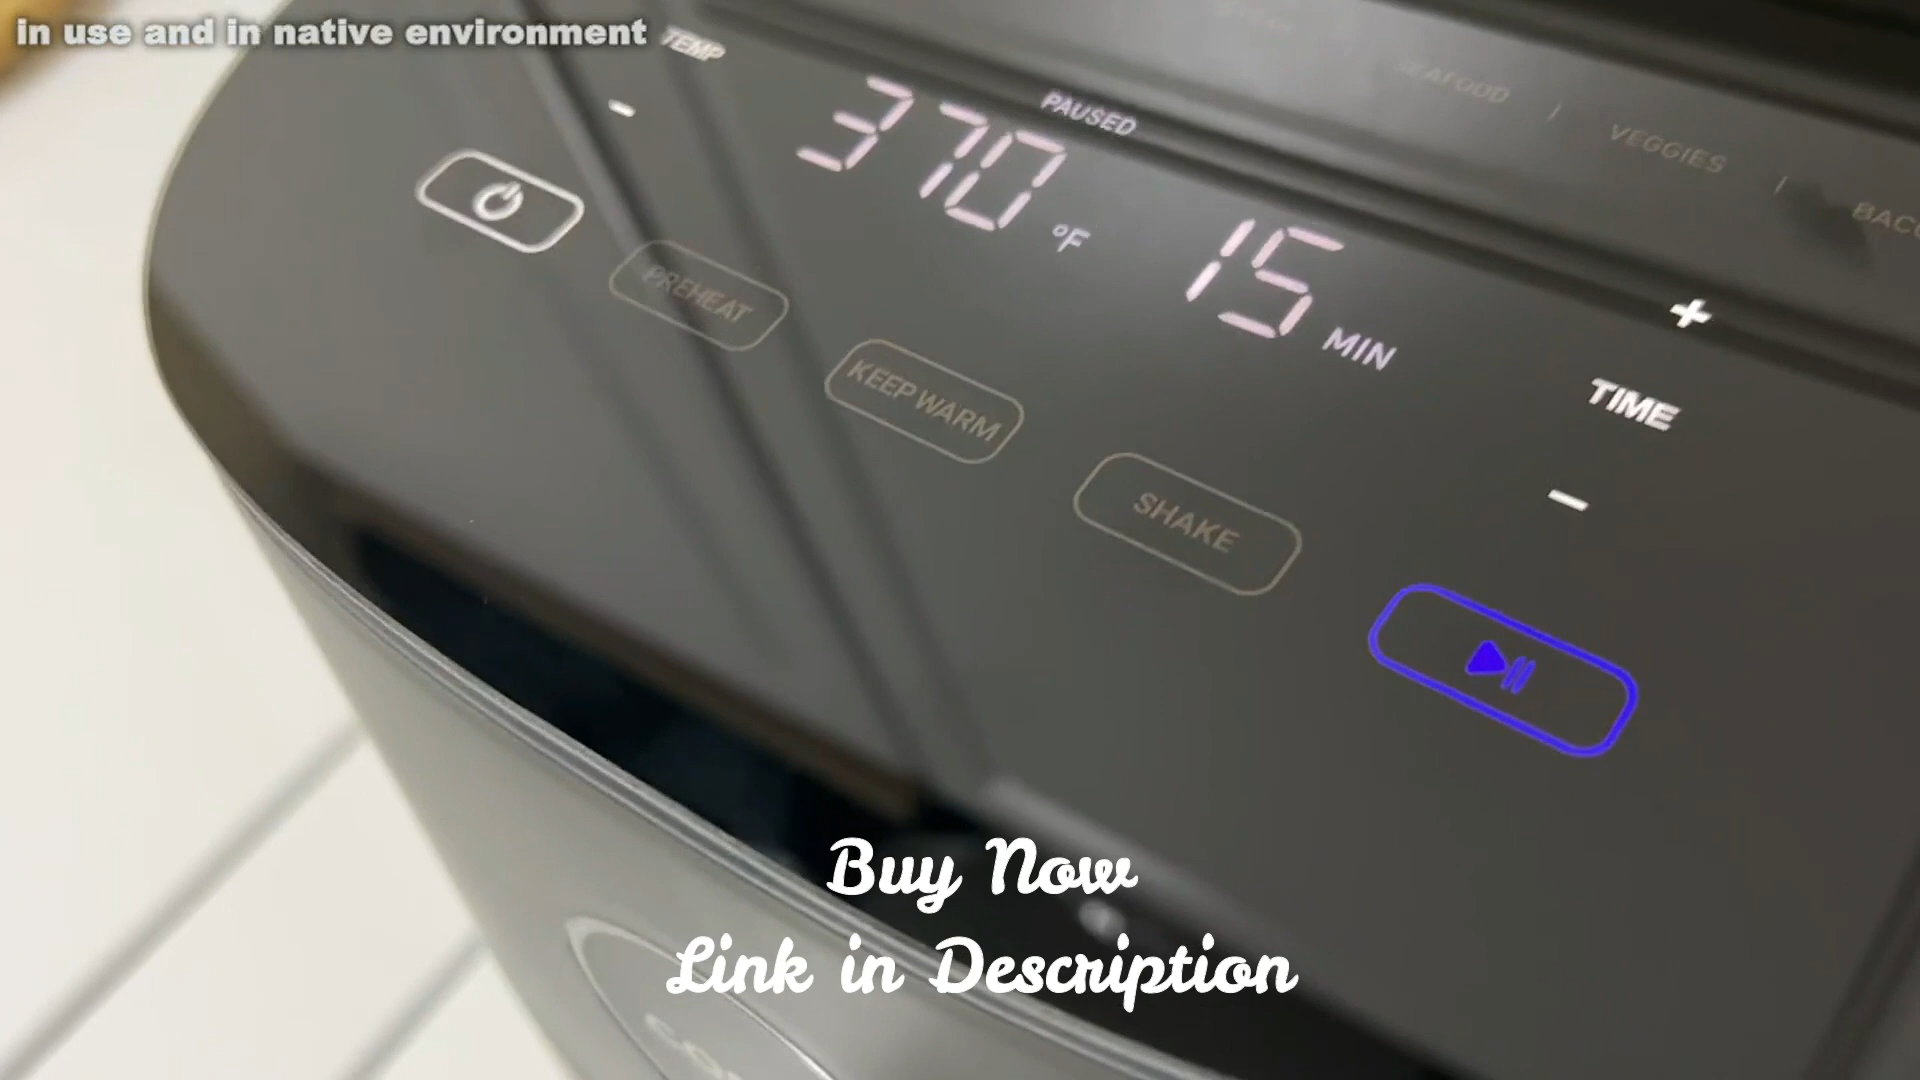 in use and in native environment
TEMP
-
370 °F
PAUSED
15 MIN
SEAFOOD | VEGGIES |
+
TIME
-
PREHEAT
KEEP WARM
SHAKE
Buy Now
Link in Description